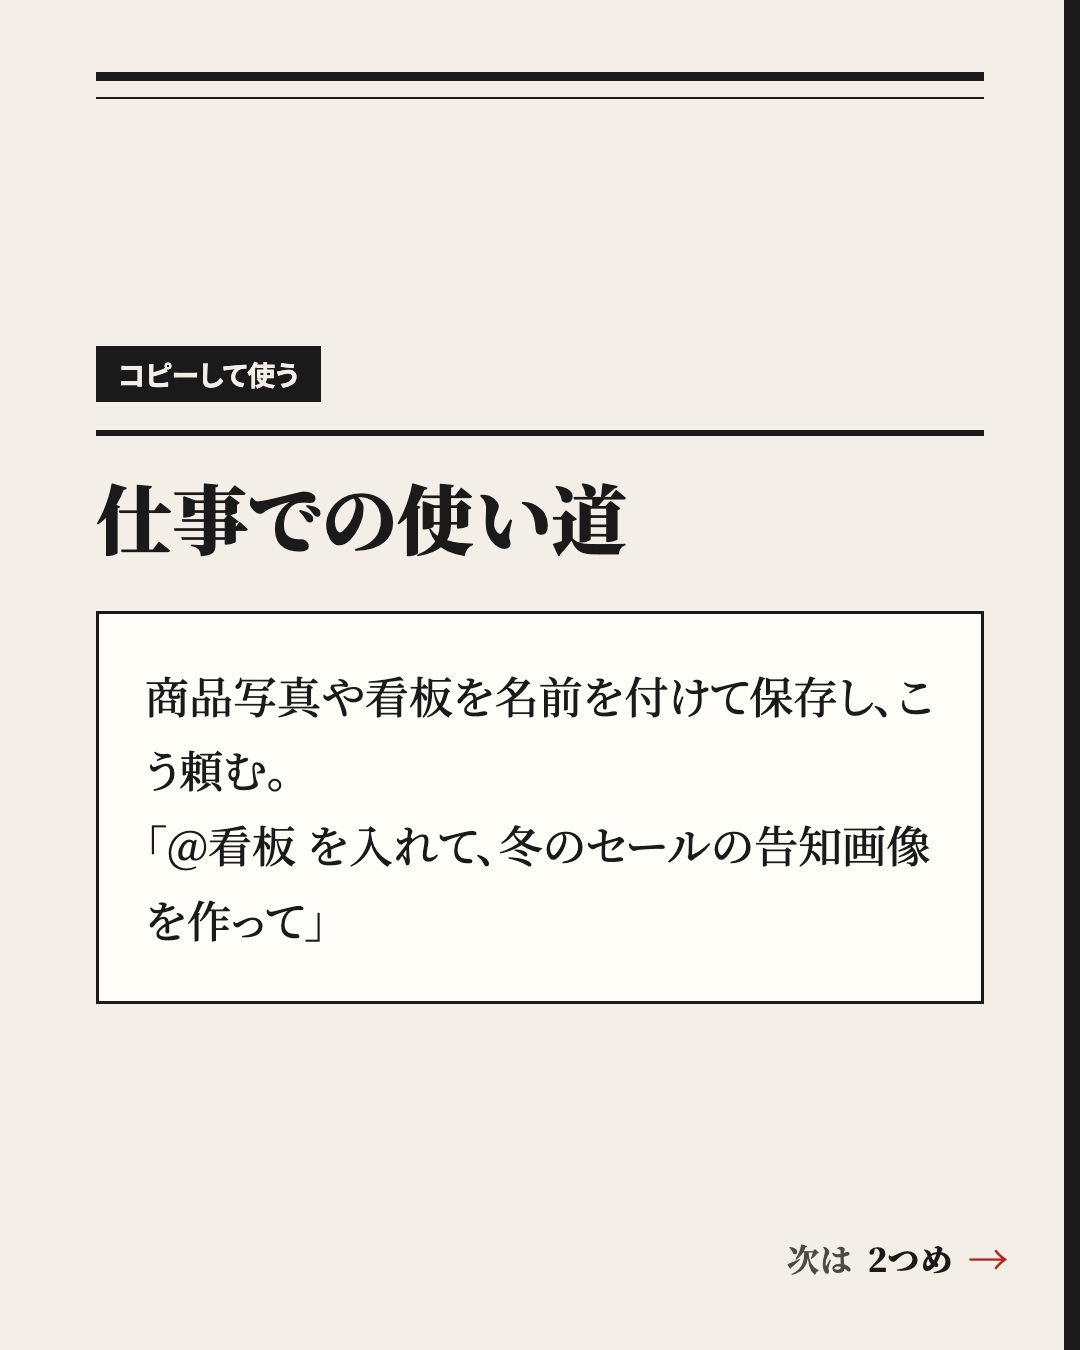 コピーして使う
仕事での使い道
商品写真や看板を名前を付けて保存し、こ
う頼む。
「@看板 を入れて、冬のセールの告知画像
を作って」
次は 2つめ →